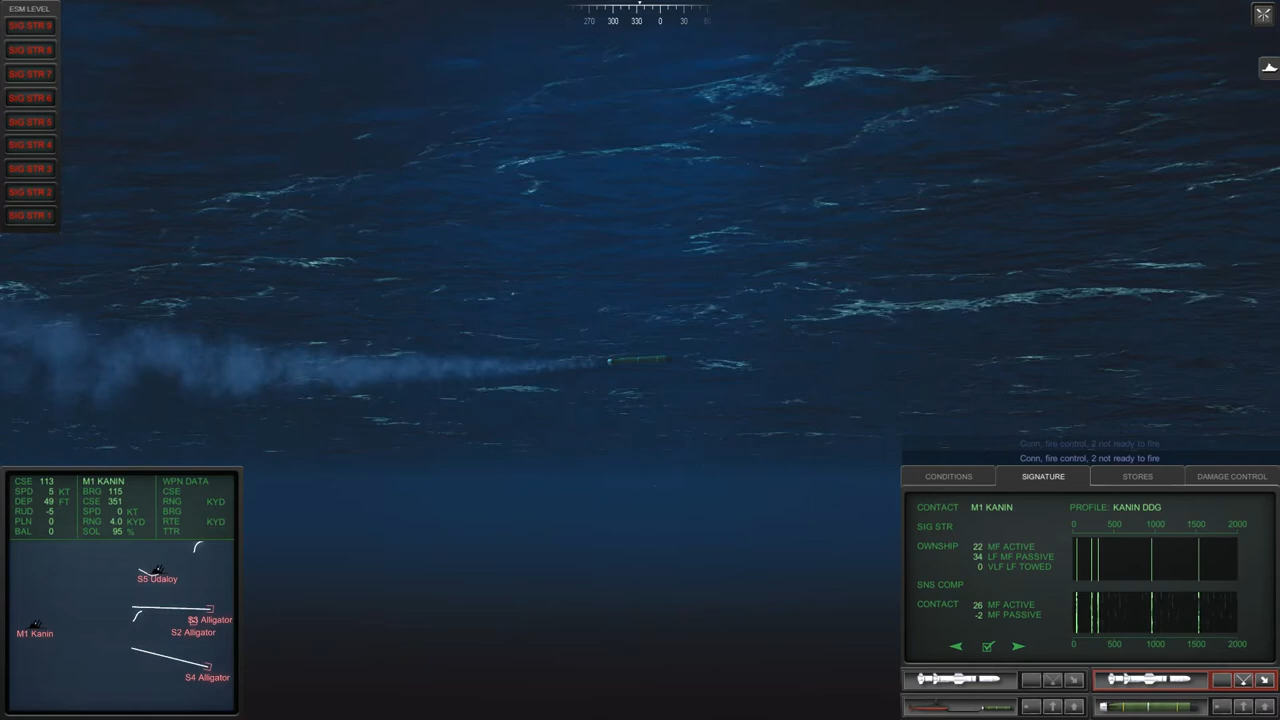 ESM LEVEL
SIG STR 9
SIG STR 8
SIG STR 7
SIG STR 6
SIG STR 5
SIG STR 4
SIG STR 3
SIG STR 2
SIG STR 1
270 300 330 0 30 60
Conn, fire control, 2 not ready to fire
Conn, fire control, 2 not ready to fire
CSE 113 M1 KANIN WPN DATA
SPD 5 KT BRG 115 CSE
DEP 49 FT CSE 351 RNG KYD
RUD -5 SPD 0 KT BRG
PLN 0 RNG 4.0 KYD RTE KYD
BAL 0 SOL 95 % TTR
S5 Udaloy
Alligator
M1 Kanin
S2 Alligator
S4 Alligator
CONDITIONS SIGNATURE STORES DAMAGE CONTROL
CONTACT M1 KANIN PROFILE: KANIN DDG
SIG STR 0 500 1000 1500 2000
OWNSHIP 22 MF ACTIVE
34 LF MF PASSIVE
0 VLF LF TOWED
SNS COMP
CONTACT 26 MF ACTIVE
-2 MF PASSIVE
0 500 1000 1500 2000